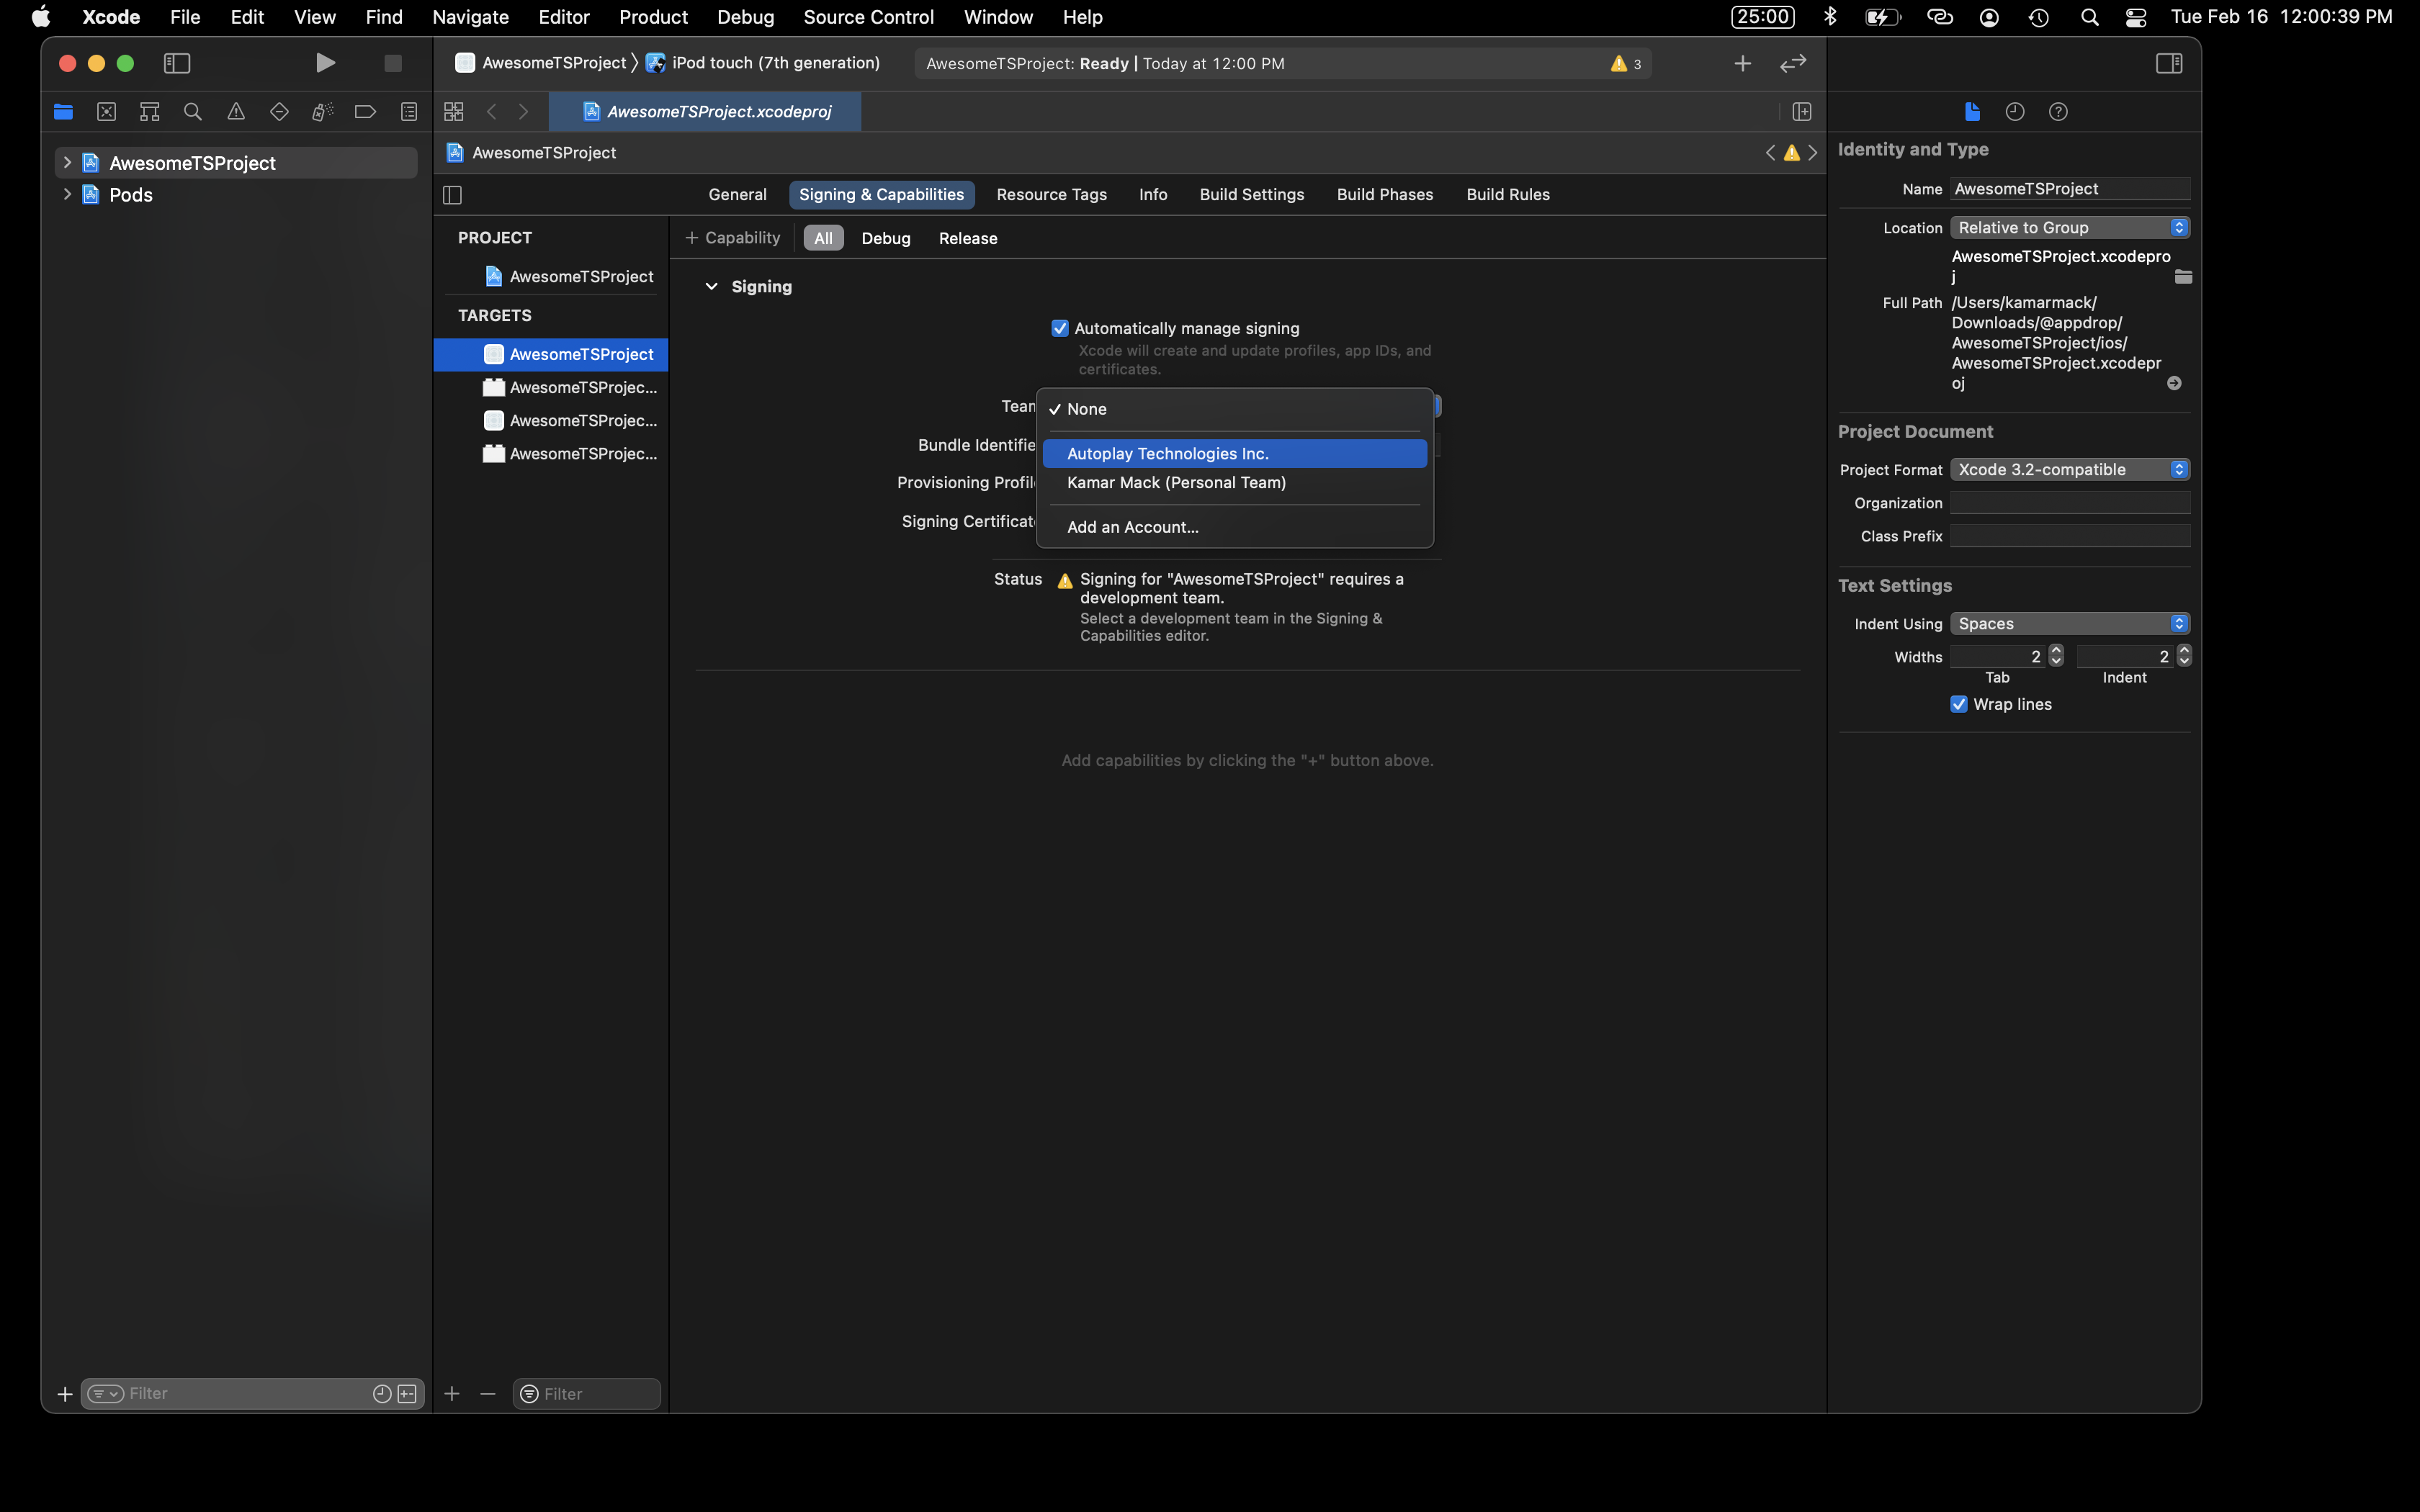 Xcode File Edit View Find Navigate Editor Product Debug Source Control Window Help 25:00 Tue Feb 16 12:00:39 PM
AwesomeTSProject iPod touch (7th generation) AwesomeTSProject: Ready | Today at 12:00 PM 3
AwesomeTSProject.xcodeproj
AwesomeTSProject
Pods
AwesomeTSProject
General Signing & Capabilities Resource Tags Info Build Settings Build Phases Build Rules
PROJECT
AwesomeTSProject
TARGETS
AwesomeTSProject
AwesomeTSProjec...
AwesomeTSProjec...
AwesomeTSProjec...
+ Capability All Debug Release
Signing
Automatically manage signing
Xcode will create and update profiles, app IDs, and
certificates.
Team
None
Bundle Identifie
Autoplay Technologies Inc.
Provisioning Profil
Kamar Mack (Personal Team)
Signing Certificat
Add an Account...
Status Signing for "AwesomeTSProject" requires a
development team.
Select a development team in the Signing &
Capabilities editor.
Add capabilities by clicking the "+" button above.
Identity and Type
Name AwesomeTSProject
Location Relative to Group
AwesomeTSProject.xcodepro
j
Full Path /Users/kamarmack/
Downloads/@appdrop/
AwesomeTSProject/ios/
AwesomeTSProject.xcodepr
oj
Project Document
Project Format Xcode 3.2-compatible
Organization
Class Prefix
Text Settings
Indent Using Spaces
Widths 2 2
Tab Indent
Wrap lines
Filter
Filter